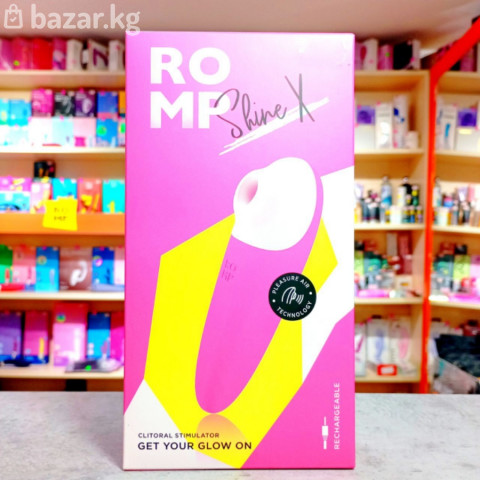 bazar.kg
RO
MP
Shine X
PLEASURE AIR
TECHNOLOGY
RECHARGEABLE
CLITORAL STIMULATOR
GET YOUR GLOW ON